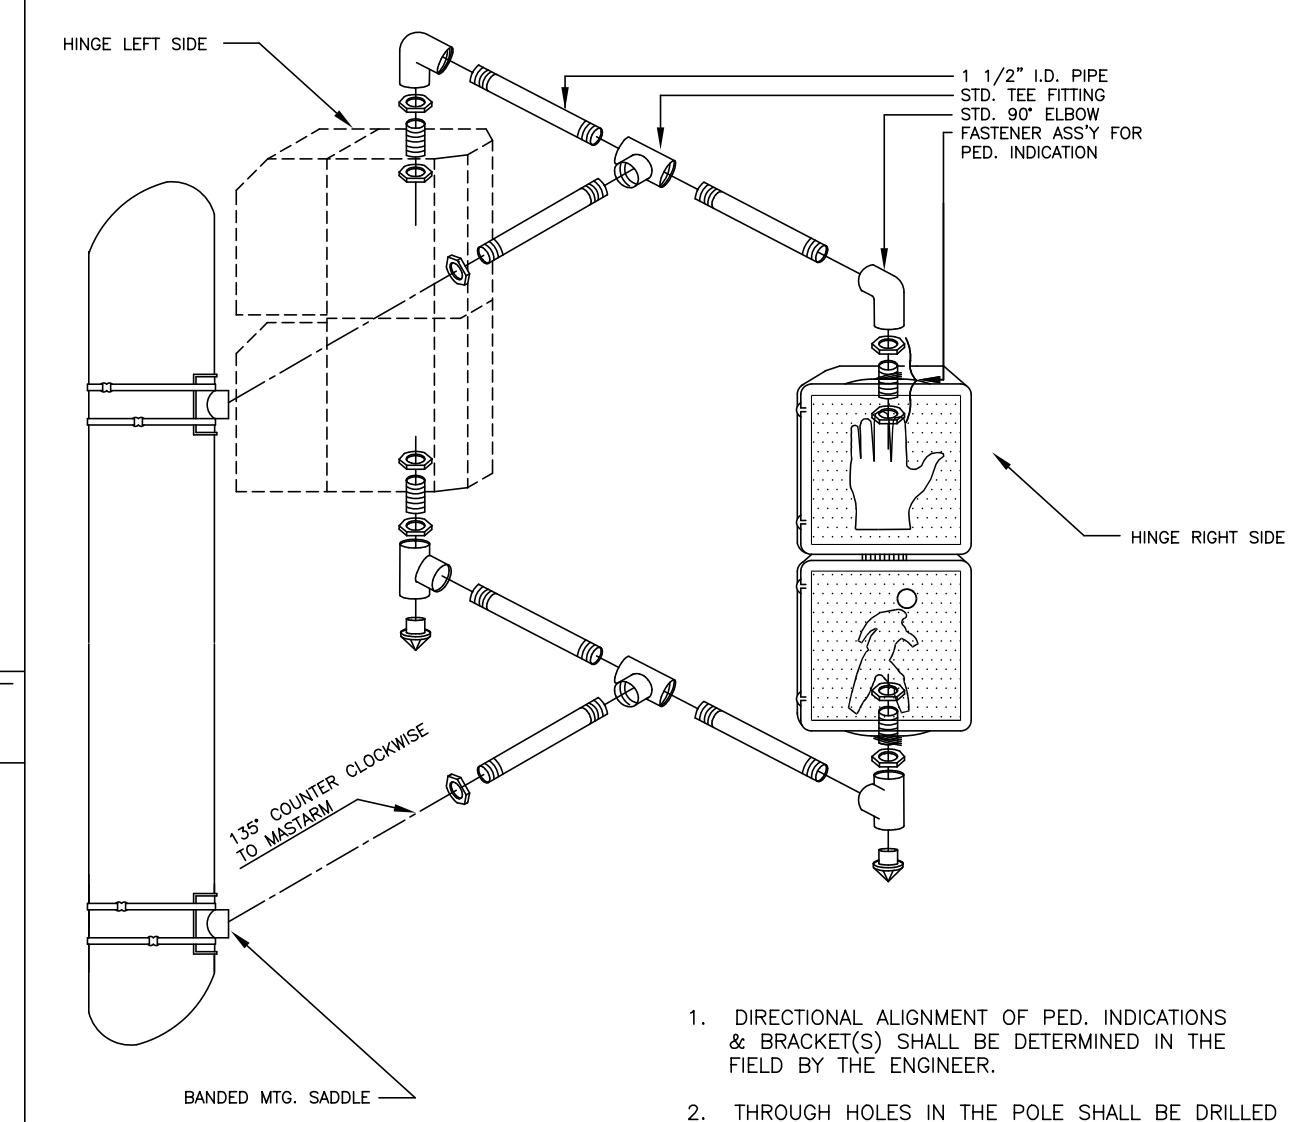 HINGE LEFT SIDE
1 1/2" I.D. PIPE
STD. TEE FITTING
STD. 90° ELBOW
FASTENER ASS'Y FOR
PED. INDICATION
HINGE RIGHT SIDE
135° COUNTER CLOCKWISE
TO MASTARM
BANDED MTG. SADDLE
1. DIRECTIONAL ALIGNMENT OF PED. INDICATIONS
& BRACKET(S) SHALL BE DETERMINED IN THE
FIELD BY THE ENGINEER.
2. THROUGH HOLES IN THE POLE SHALL BE DRILLED